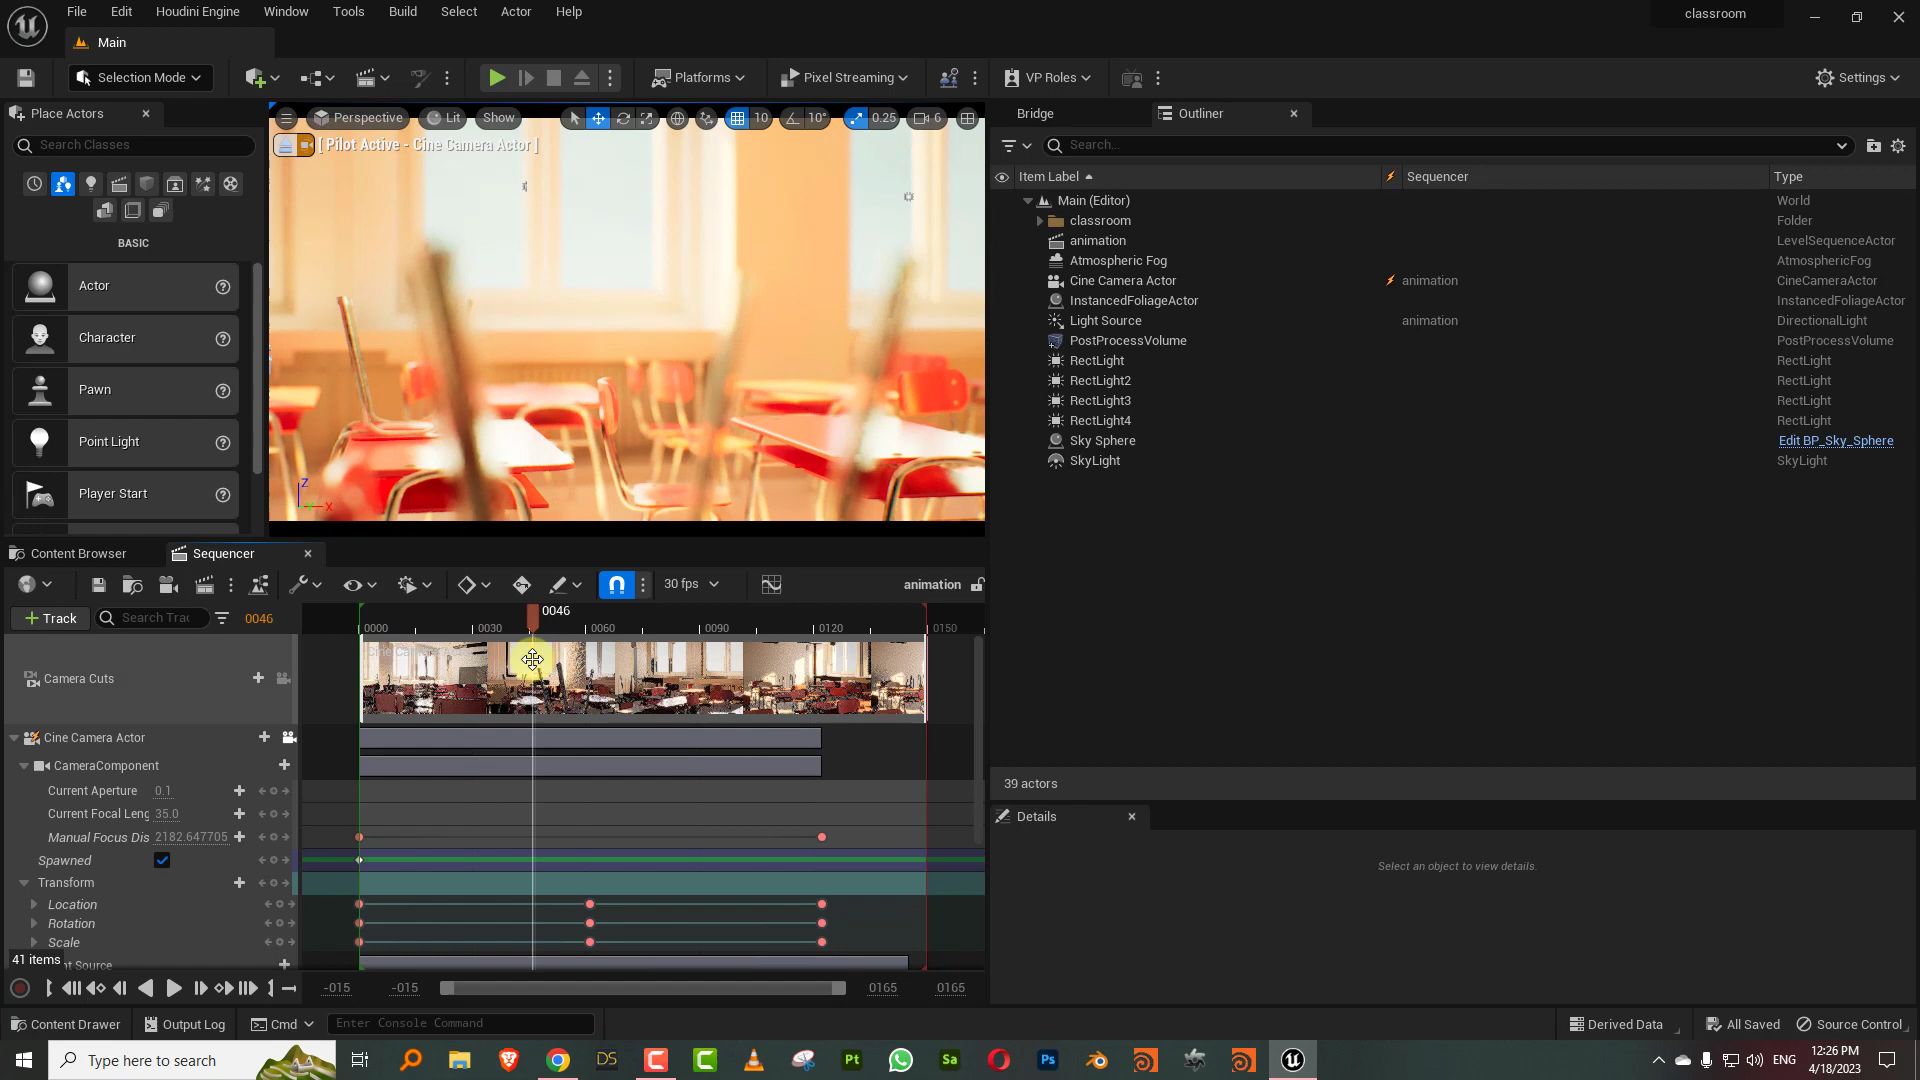 File Edit Houdini Engine Window Tools Build Select Actor Help
classroom
Main
Selection Mode
Platforms
Pixel Streaming
VP Roles
Settings
Place Actors
Search Classes
BASIC
Actor
Character
Pawn
Point Light
Player Start
Perspective Lit Show 10 10° 0.25 6
[ Pilot Active - Cine Camera Actor ]
Z
X
Bridge
Outliner
Search...
Item Label Sequencer Type
Main (Editor) World
classroom Folder
animation LevelSequenceActor
Atmospheric Fog AtmosphericFog
Cine Camera Actor animation CineCameraActor
InstancedFoliageActor InstancedFoliageActor
Light Source animation DirectionalLight
PostProcessVolume PostProcessVolume
RectLight RectLight
RectLight2 RectLight
RectLight3 RectLight
RectLight4 RectLight
Sky Sphere Edit BP_Sky_Sphere
SkyLight SkyLight
39 actors
Details
Select an object to view details.
Content Browser
Sequencer
30 fps
animation
Track
Search Trac
0046
0046
0000 0030 0060 0090 0120 0150
Camera Cuts
Cine Camera Actor
CameraComponent
Current Aperture 0.1
Current Focal Leng 35.0
Manual Focus Dis 2182.647705
Spawned
Transform
Location
Rotation
Scale
41 items
-015 -015 0165 0165
Content Drawer
Output Log
Cmd
Enter Console Command
Derived Data
All Saved
Source Control
Type here to search
DS
Pt
Sa
Ps
ENG
12:26 PM
4/18/2023